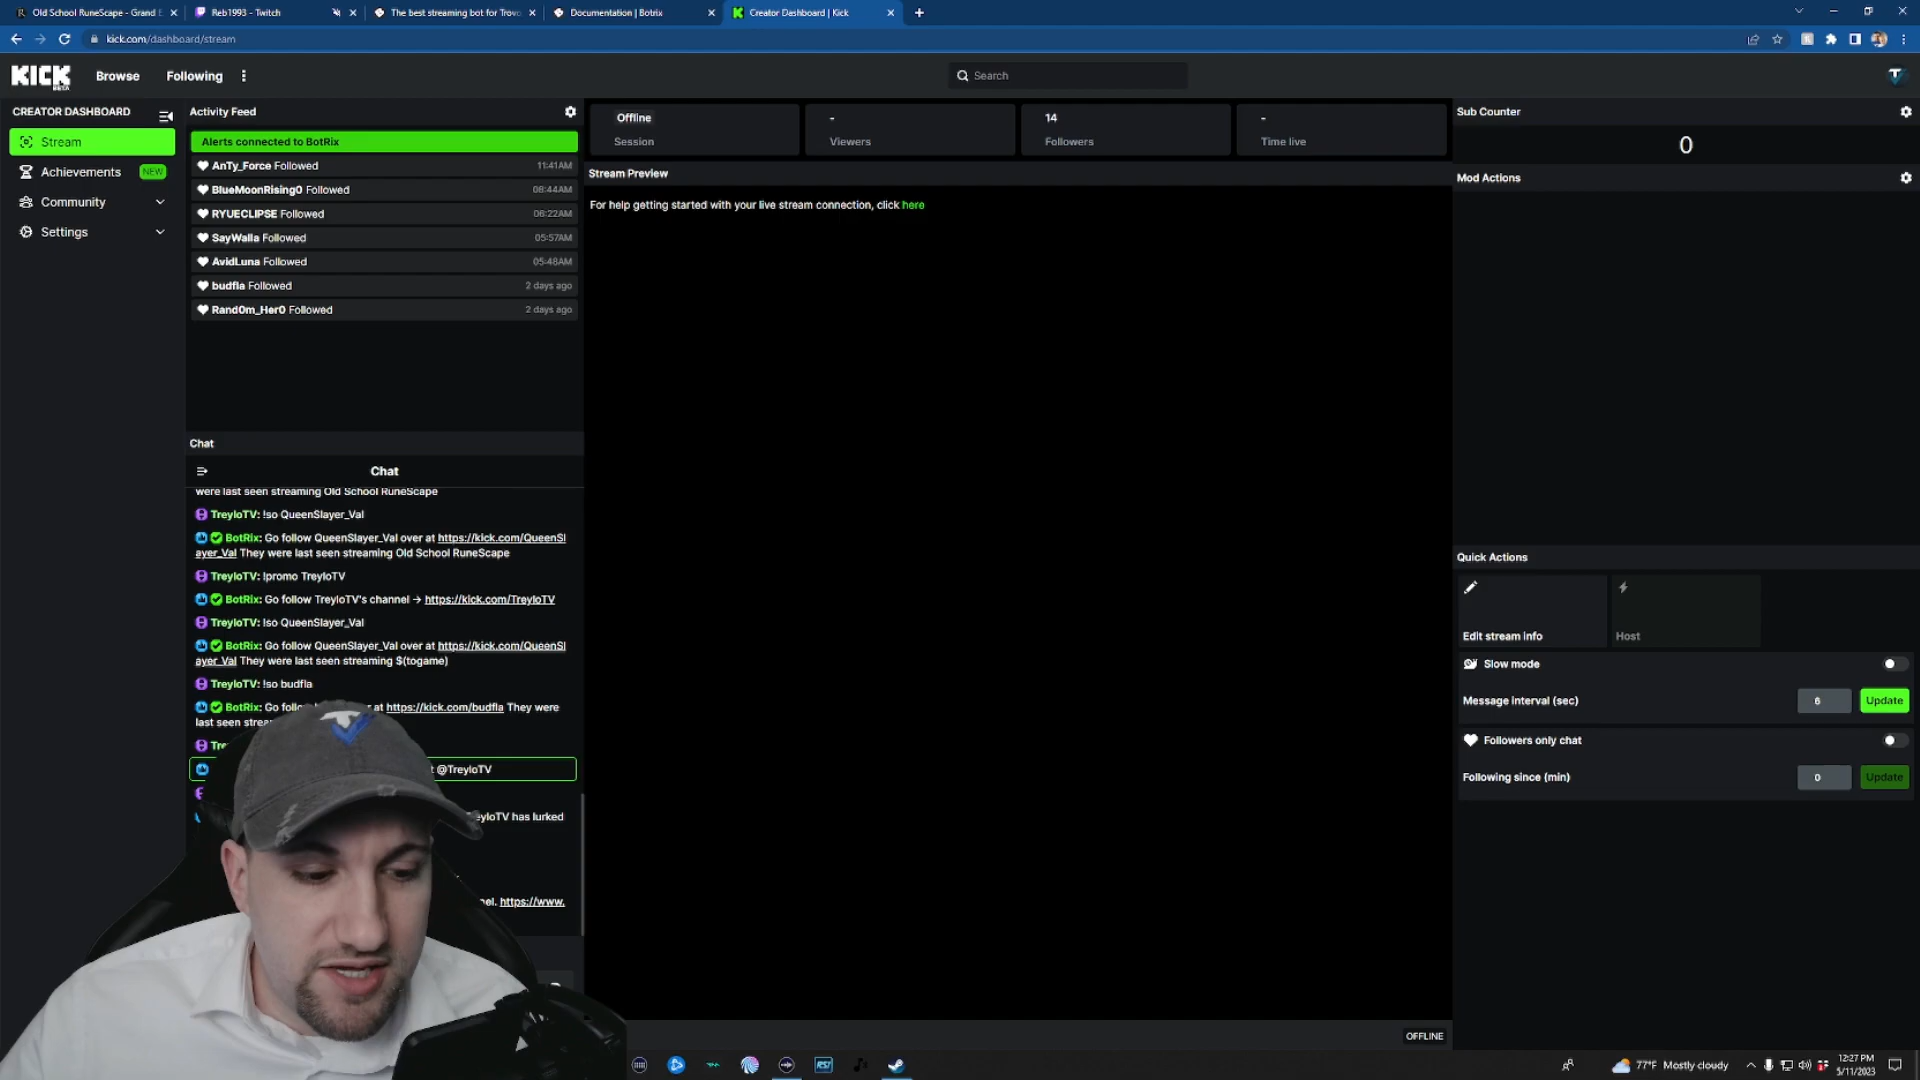 Old School RuneScape - Grand E
Reb1993 - Twitch
The best streaming bot for Trovo
Documentation | Botrix
Creator Dashboard | Kick
kick.com/dashboard/stream
KICK
BETA
Browse
Following
Search
CREATOR DASHBOARD
Stream
Achievements
NEW
Community
Settings
Activity Feed
Alerts connected to BotRix
AnTy_Force Followed
11:41AM
BlueMoonRising0 Followed
08:44AM
RYUECLIPSE Followed
06:22AM
SayWalla Followed
05:57AM
AvidLuna Followed
05:48AM
budfla Followed
2 days ago
Rand0m_Her0 Followed
2 days ago
Chat
Chat
were last seen streaming Old School RuneScape
TreyloTV: !so QueenSlayer_Val
BotRix: Go follow QueenSlayer_Val over at https://kick.com/QueenSl
ayer_Val They were last seen streaming Old School RuneScape
TreyloTV: !promo TreyloTV
BotRix: Go follow TreyloTV's channel → https://kick.com/TreyloTV
TreyloTV: !so QueenSlayer_Val
BotRix: Go follow QueenSlayer_Val over at https://kick.com/QueenSl
ayer_Val They were last seen streaming $(togame)
TreyloTV: !so budfla
BotRix: Go follo at https://kick.com/budfla They were
last seen strea
Tre
t @TreyloTV
eyloTV has lurked
nel. https://www.
Offline
Session
-
Viewers
14
Followers
-
Time live
Stream Preview
For help getting started with your live stream connection, click here
OFFLINE
Sub Counter
0
Mod Actions
Quick Actions
Edit stream info
Host
Slow mode
Message interval (sec)
6
Update
Followers only chat
Following since (min)
0
Update
77°F Mostly cloudy
12:27 PM
5/11/2023